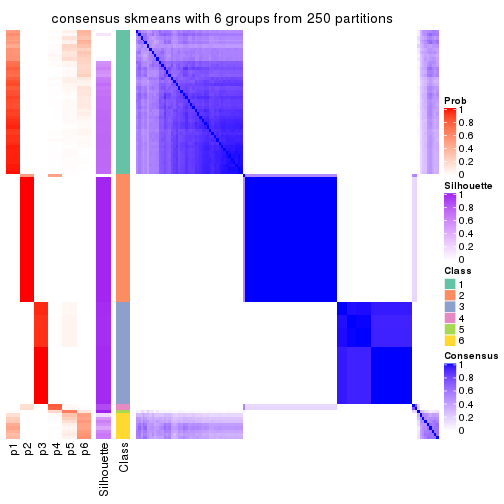 consensus skmeans with 6 groups from 250 partitions
Prob
1
0.8
0.6
0.4
0.2
0
Silhouette
1
0.8
0.6
0.4
0.2
0
Class
1
2
3
4
5
6
Consensus
1
0.8
0.6
0.4
0.2
0
p1
p2
p3
p4
p5
p6
Silhouette
Class